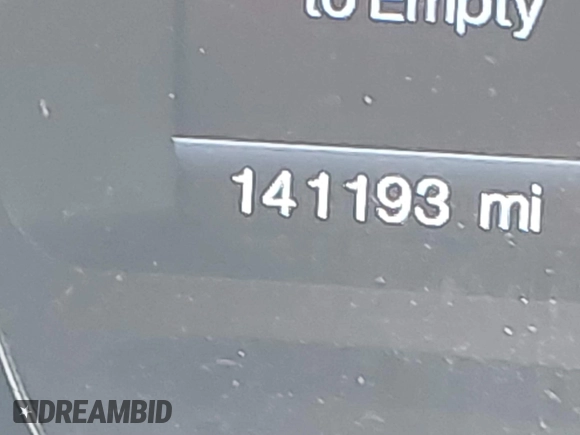 to Empty
141193 mi
DREAMBID